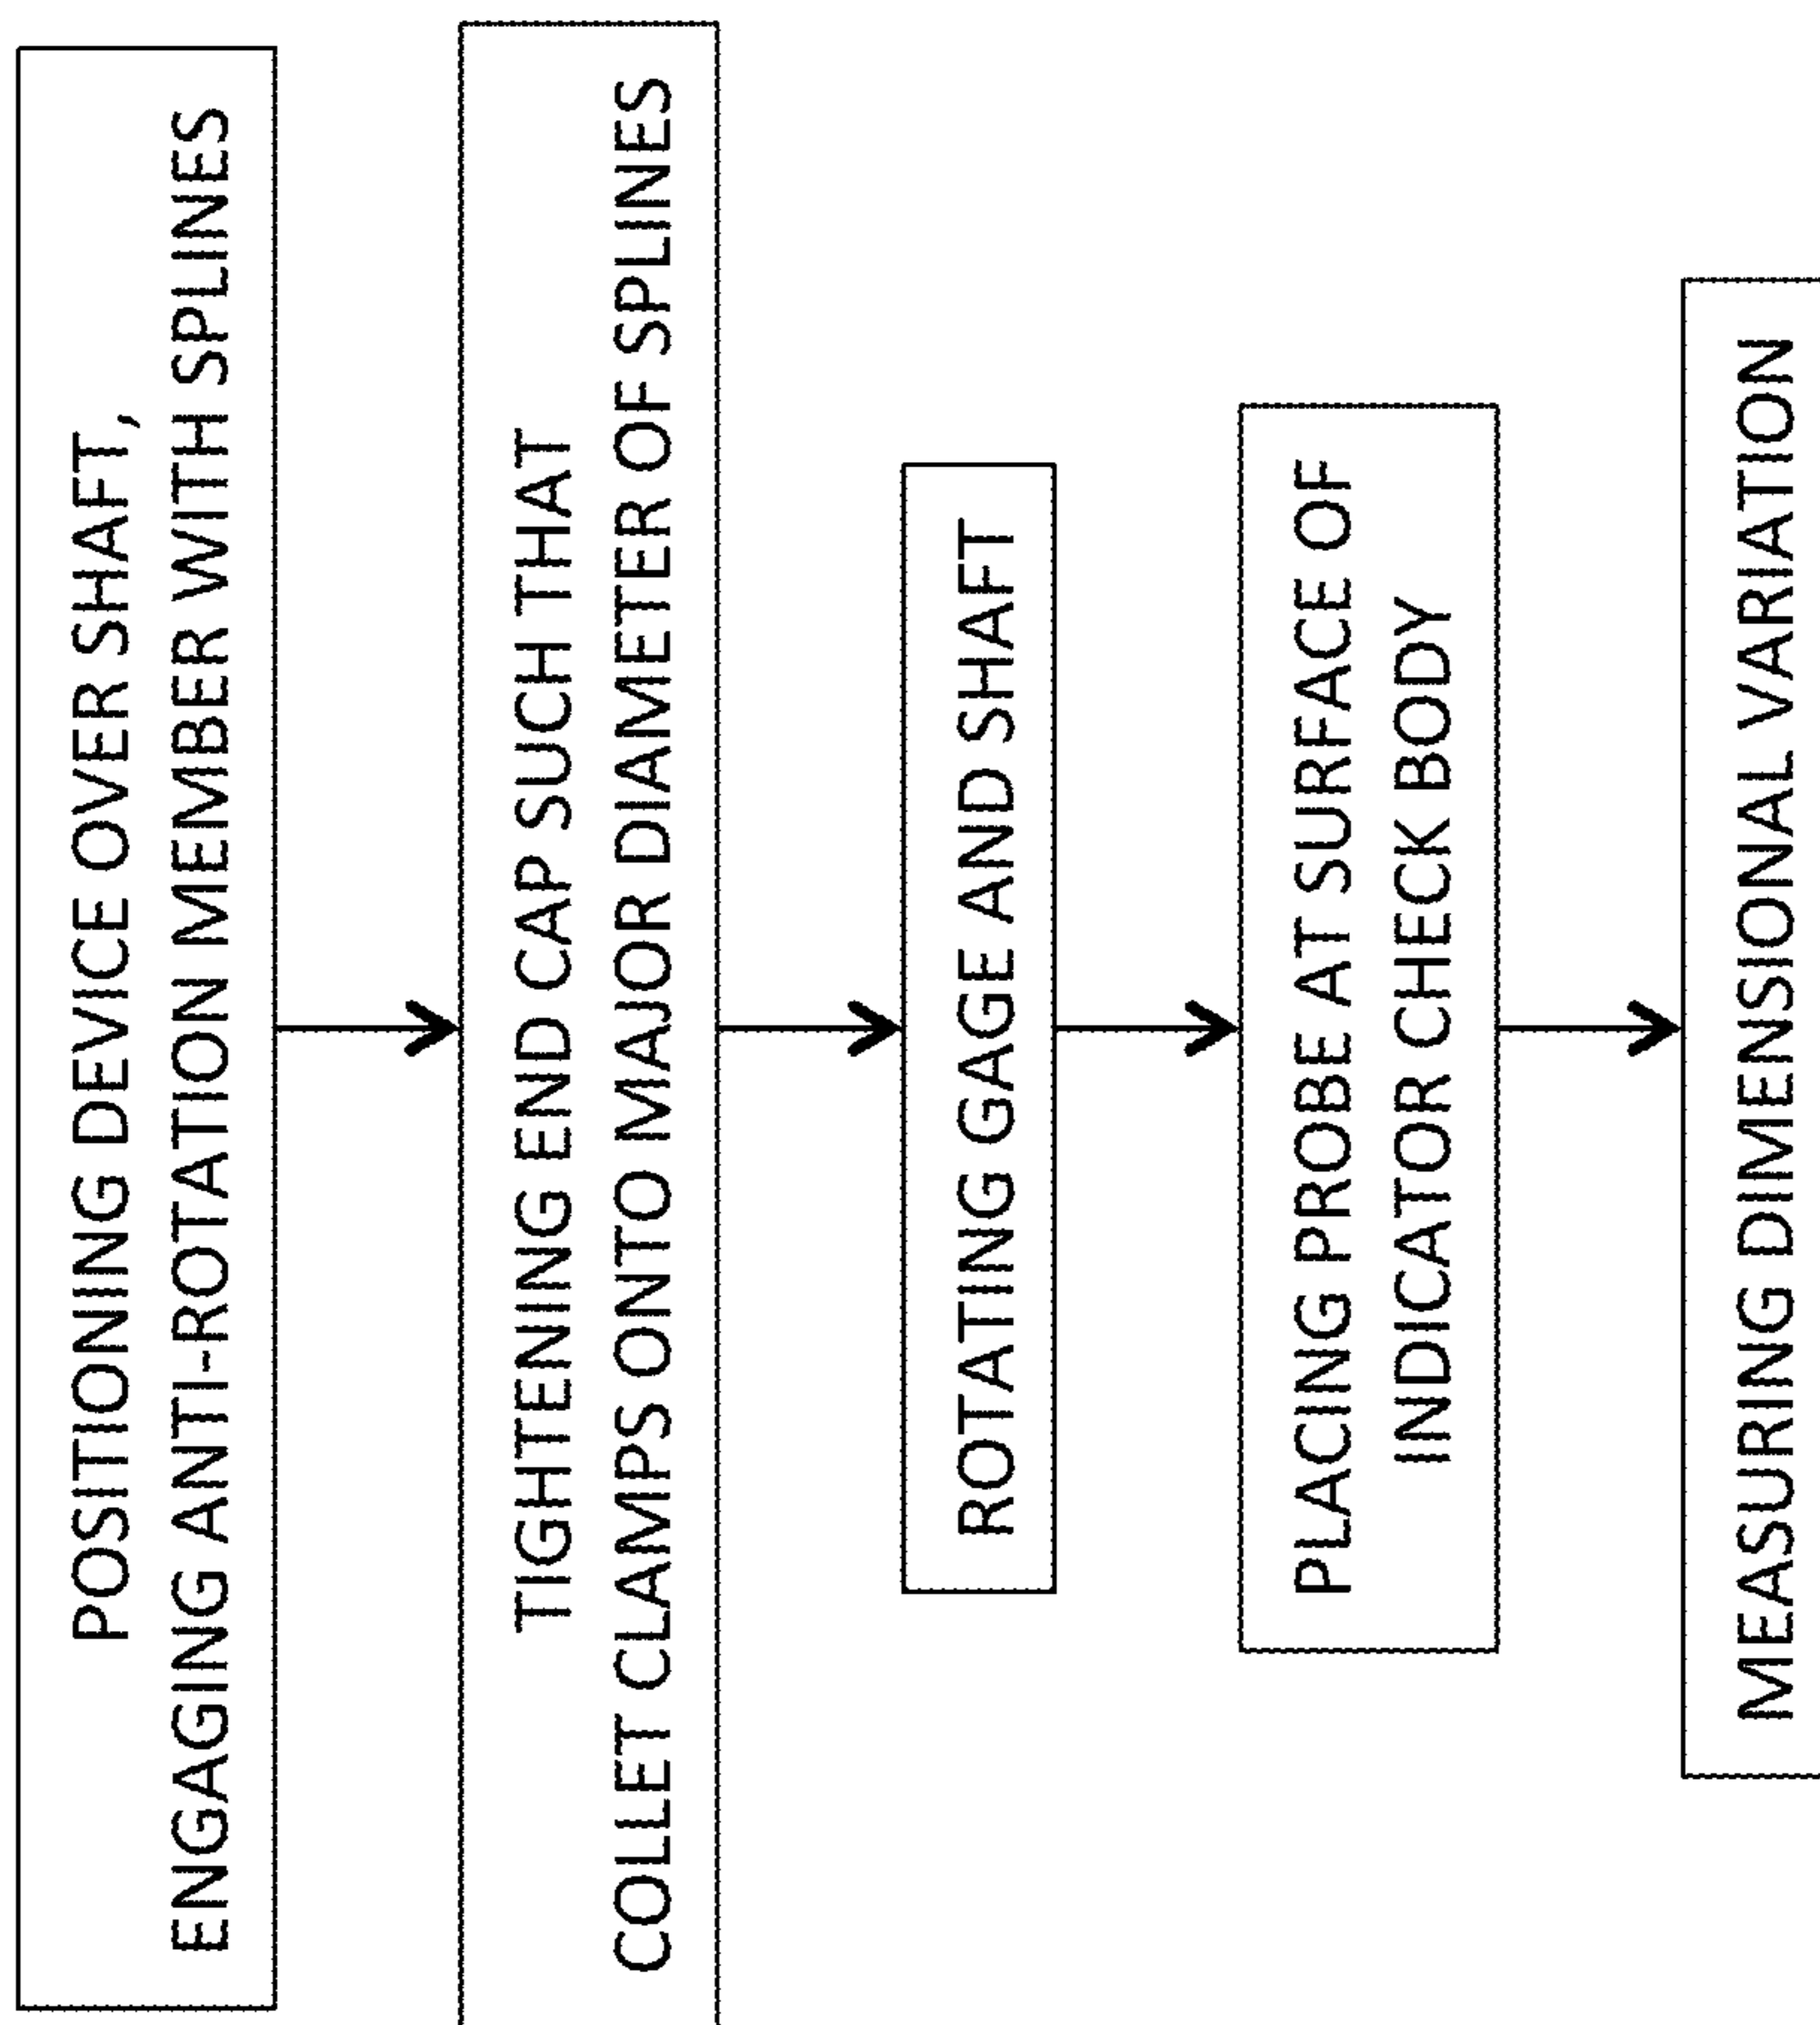 POSITIONING DEVICE OVER SHAFT,
ENGAGING ANTI-ROTATION MEMBER WITH SPLINES
TIGHTENING END CAP SUCH THAT
COLLET CLAMPS ONTO MAJOR DIAMETER OF SPLINES
ROTATING GAGE AND SHAFT
PLACING PROBE AT SURFACE OF
INDICATOR CHECK BODY
MEASURING DIMENSIONAL VARIATION